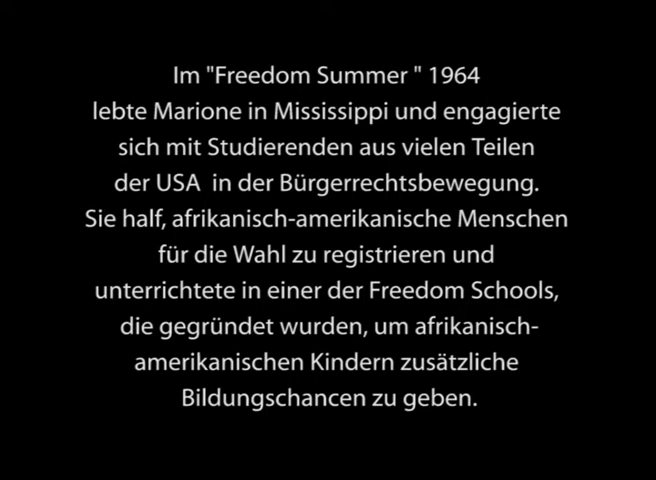 Im "Freedom Summer " 1964
lebte Marione in Mississippi und engagierte
sich mit Studierenden aus vielen Teilen
der USA  in der Bürgerrechtsbewegung.
Sie half, afrikanisch-amerikanische Menschen
für die Wahl zu registrieren und
unterrichtete in einer der Freedom Schools,
die gegründet wurden, um afrikanisch-
amerikanischen Kindern zusätzliche
Bildungschancen zu geben.